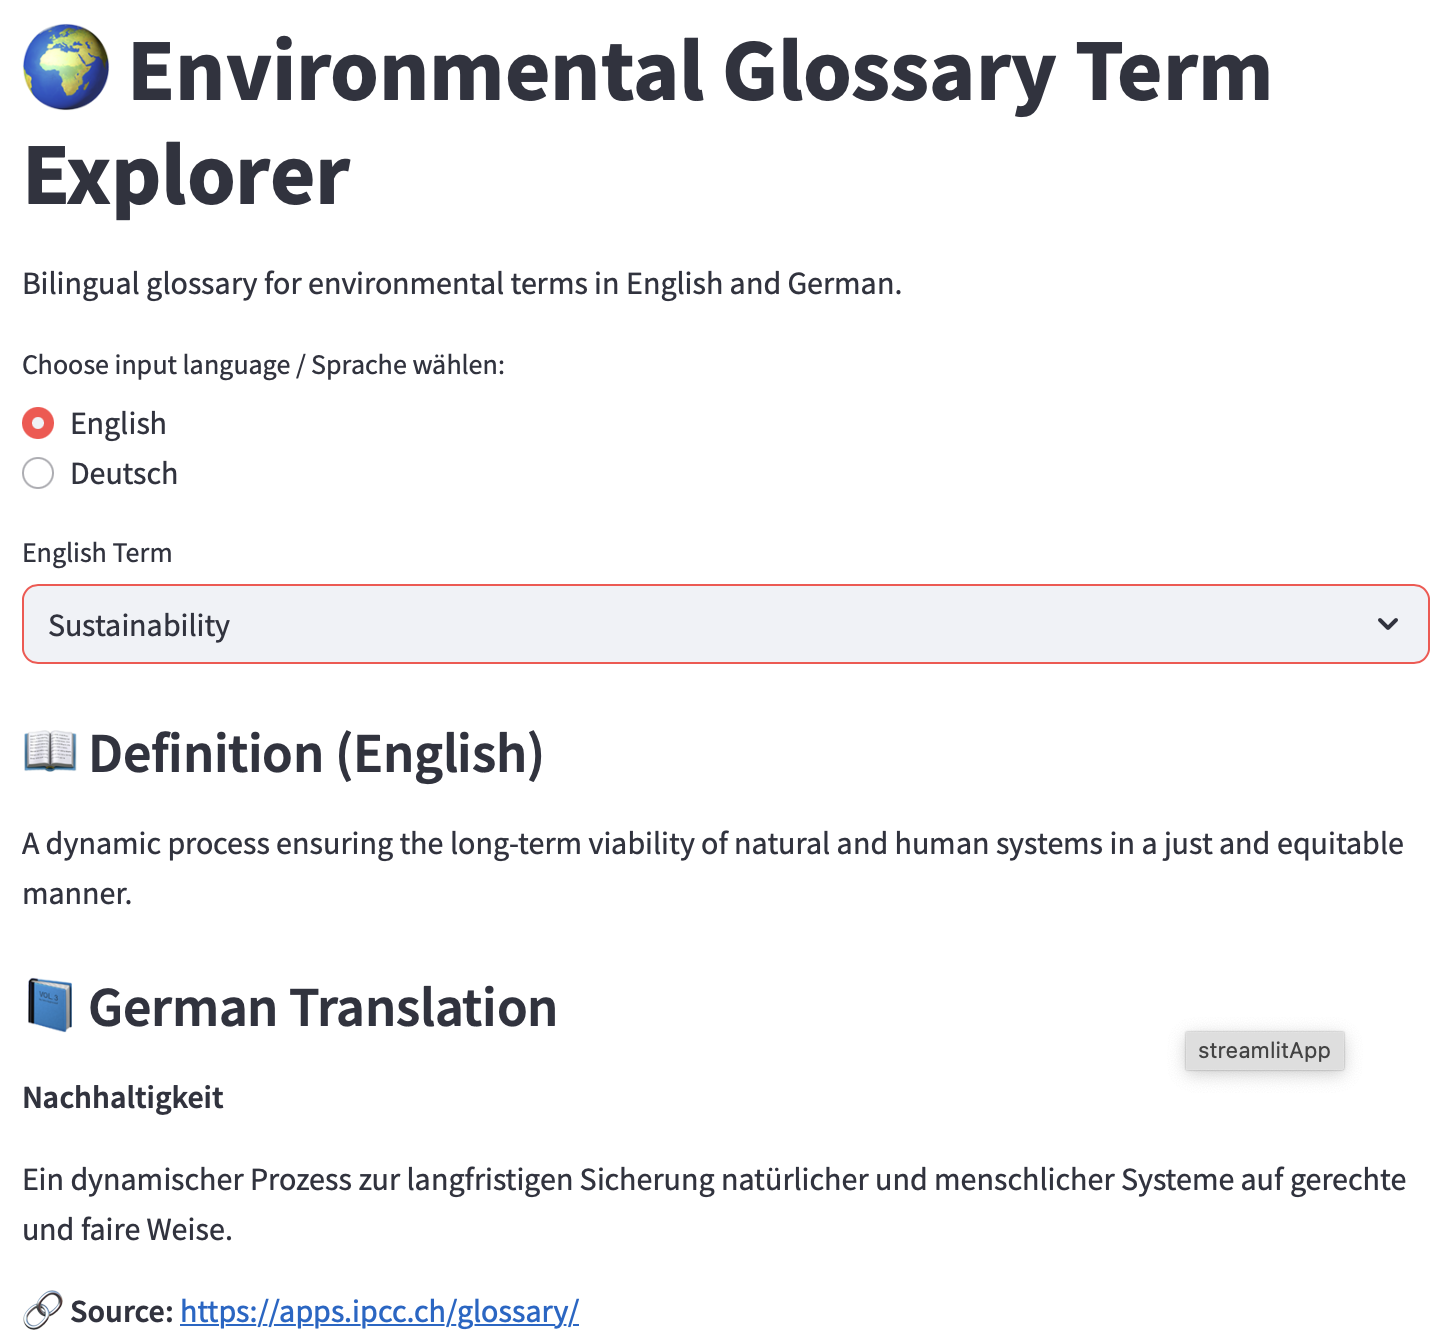 Environmental Glossary Term
Explorer
Bilingual glossary for environmental terms in English and German.
Choose input language / Sprache wählen:
English
Deutsch
English Term
Sustainability
Definition (English)
A dynamic process ensuring the long-term viability of natural and human systems in a just and equitable
manner.
German Translation
streamlitApp
Nachhaltigkeit
Ein dynamischer Prozess zur langfristigen Sicherung natürlicher und menschlicher Systeme auf gerechte
und faire Weise.
Source: https://apps.ipcc.ch/glossary/